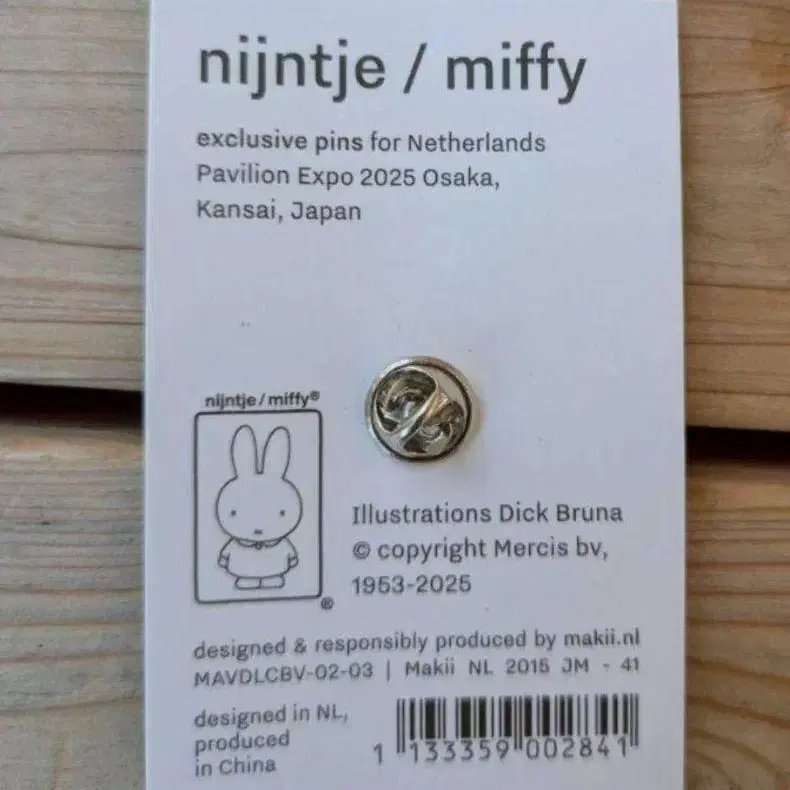 nijntje / miffy
exclusive pins for Netherlands
Pavilion Expo 2025 Osaka,
Kansai, Japan
nijntje / miffy®
®
Illustrations Dick Bruna
© copyright Mercis bv,
1953-2025
designed & responsibly produced by makii.nl
MAVDLCBV-02-03 | Makii NL 2015 JM - 41
designed in NL,
produced
in China
1 133359 002841